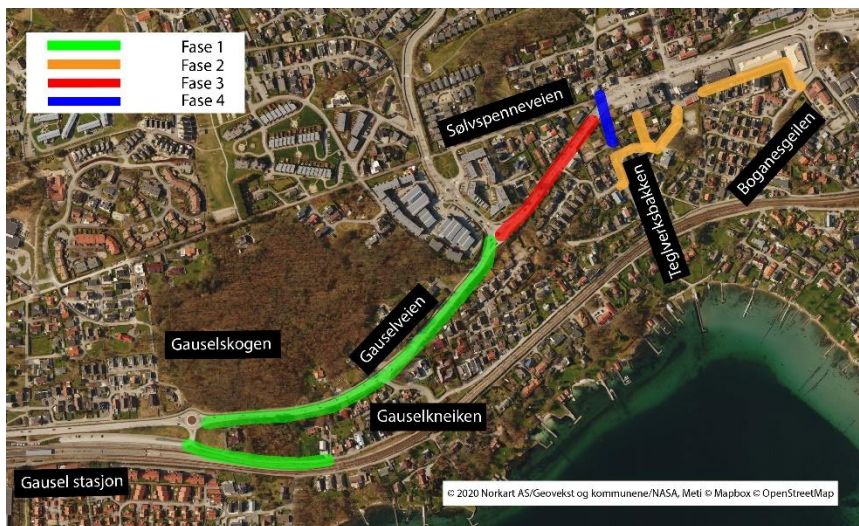 Fase 1
Fase 2
Fase 3
Fase 4
Sølvspenneveien
Boganesgeilen
Teglverksbakken
Gauselveien
Gauselskogen
Gauselkneiken
Gausel stasjon
© 2020 Norkart AS/Geovekst og kommunene/NASA, Meti © Mapbox © OpenStreetMap